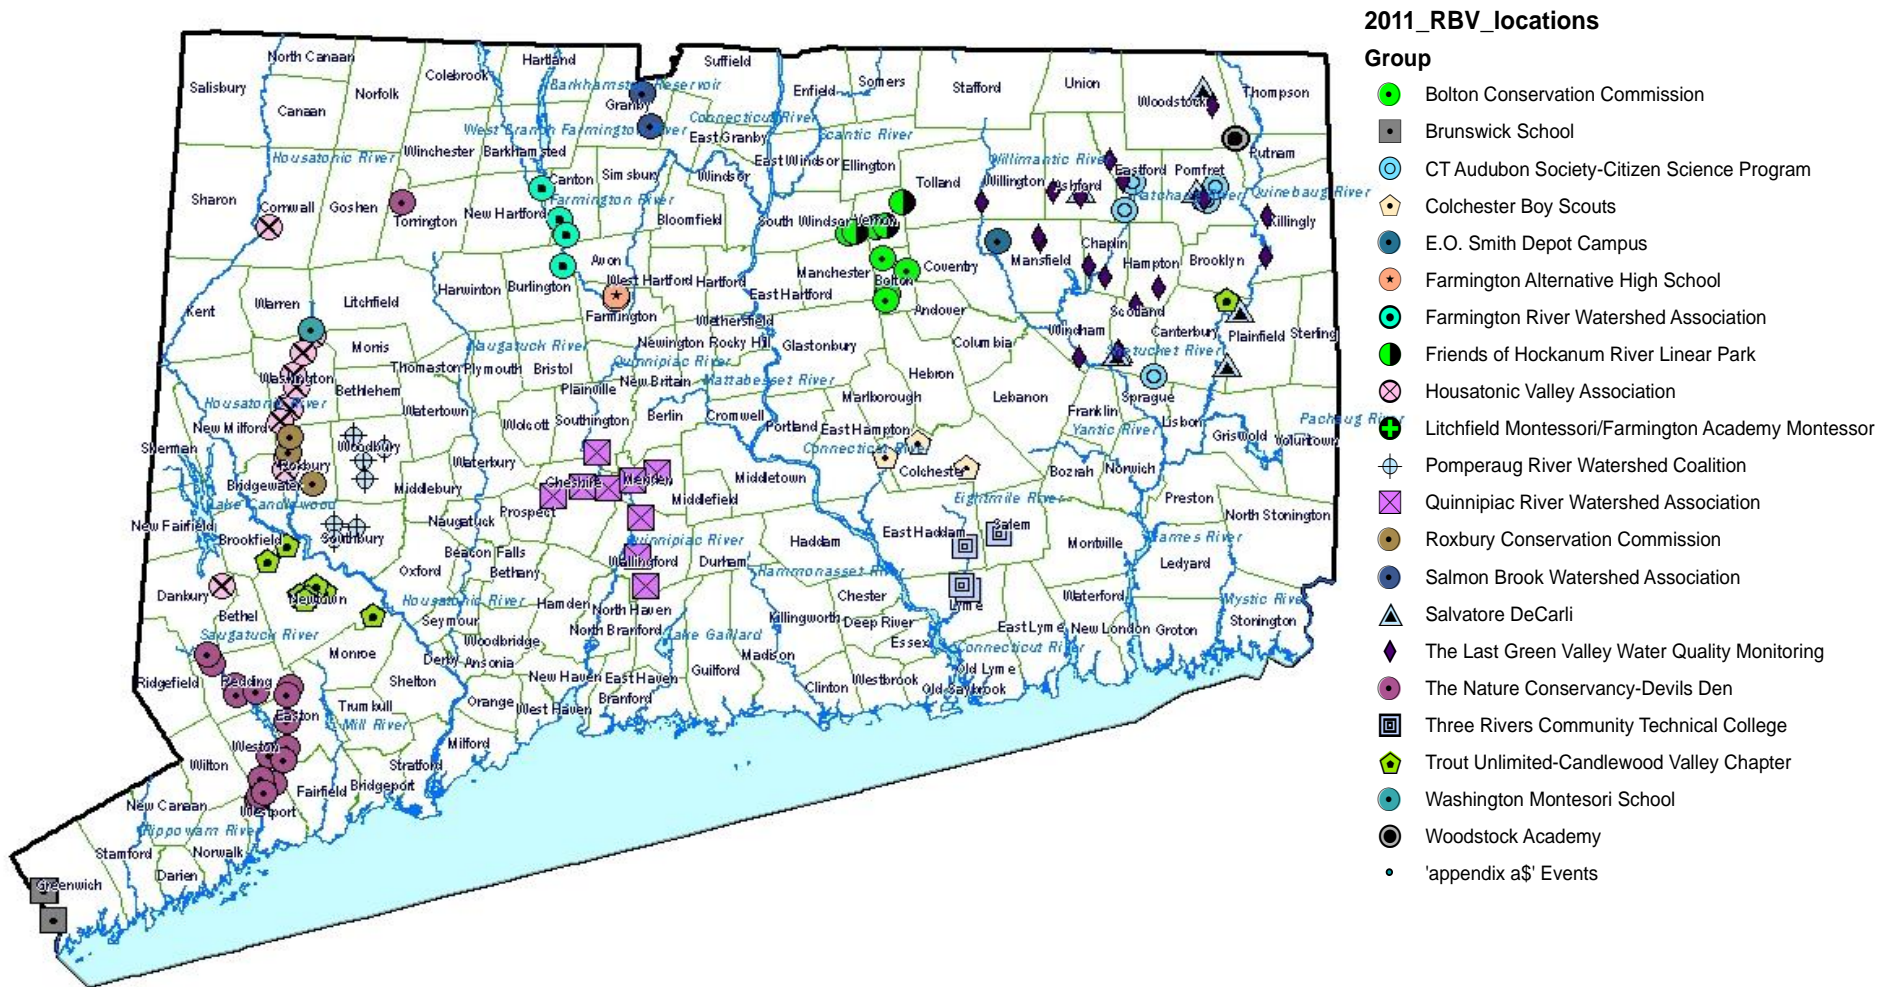 2011_RBV_locations
Group
Bolton Conservation Commission
Brunswick School
CT Audubon Society-Citizen Science Program
Colchester Boy Scouts
E.O. Smith Depot Campus
Farmington Alternative High School
Farmington River Watershed Association
Friends of Hockanum River Linear Park
Housatonic Valley Association
Litchfield Montessori/Farmington Academy Montessor
Pomperaug River Watershed Coalition
Quinnipiac River Watershed Association
Roxbury Conservation Commission
Salmon Brook Watershed Association
Salvatore DeCarli
The Last Green Valley Water Quality Monitoring
The Nature Conservancy-Devils Den
Three Rivers Community Technical College
Trout Unlimited-Candlewood Valley Chapter
Washington Montesori School
Woodstock Academy
'appendix a$' Events
North Canaan
Hartland
Suffield
Salisbury
Colebrook
Norfolk
Canaan
Granby
Enfield
Somers
Stafford
Union
Woodstock
Thompson
Connecticut River
East Granby
Scantic River
Housatonic River
Winchester
Barkhamsted
East Windsor
Ellington
Willimantic River
Eastford
Pomfret
Putnam
Simsbury
Windsor
Canton
Tolland
Willington
Ashford
Quinebaug River
Sharon
Cornwall
Goshen
Torrington
New Hartford
Farmington River
Bloomfield
South Windsor
Vernon
Killingly
Chaplin
Avon
West Hartford
Hartford
Manchester
Bolton
Coventry
Mansfield
Hampton
Brooklyn
Kent
Warren
Litchfield
Harwinton
Burlington
East Hartford
Andover
Farmington
Wethersfield
Scotland
Windham
Canterbury
Plainfield
Sterling
Morris
Naugatuck River
Newington
Rocky Hill
Glastonbury
Columbia
Quinnipiac River
Shetucket River
Washington
Bethlehem
Thomaston
Plymouth
Bristol
Plainville
New Britain
Mattabesset River
Hebron
Marlborough
Lebanon
Sprague
Housatonic River
Watertown
Wolcott
Southington
Berlin
Cromwell
Portland
East Hampton
Franklin
Yantic River
Lisbon
Griswold
Voluntown
Pachaug River
New Milford
Sherman
Woodbury
Roxbury
Connecticut River
Bridgewater
Waterbury
Cheshire
Meriden
Middletown
Colchester
Bozrah
Norwich
Middlebury
Middlefield
Eightmile River
Preston
Lake Candlewood
New Fairfield
Brookfield
Southbury
Naugatuck
Prospect
Quinnipiac River
Haddam
East Haddam
Salem
Montville
North Stonington
Thames River
Ledyard
Beacon Falls
Bethany
Oxford
Wallingford
Durham
Hammonasset River
Danbury
Bethel
Newtown
Housatonic River
Hamden
North Haven
Chester
Lyme
Waterford
Mystic River
Stonington
Seymour
Woodbridge
North Branford
Lake Gaillard
Killingworth
Deep River
Saugatuck River
Essex
East Lyme
New London
Groton
Monroe
Derby
Ansonia
Madison
Connecticut River
Ridgefield
Redding
Shelton
New Haven
East Haven
Guilford
Westbrook
Old Lyme
Clinton
Old Saybrook
Easton
Trumbull
Orange
West Haven
Branford
Mill River
Weston
Milford
Wilton
Stratford
Fairfield
Bridgeport
New Canaan
Westport
Rippowam River
Stamford
Norwalk
Darien
Greenwich